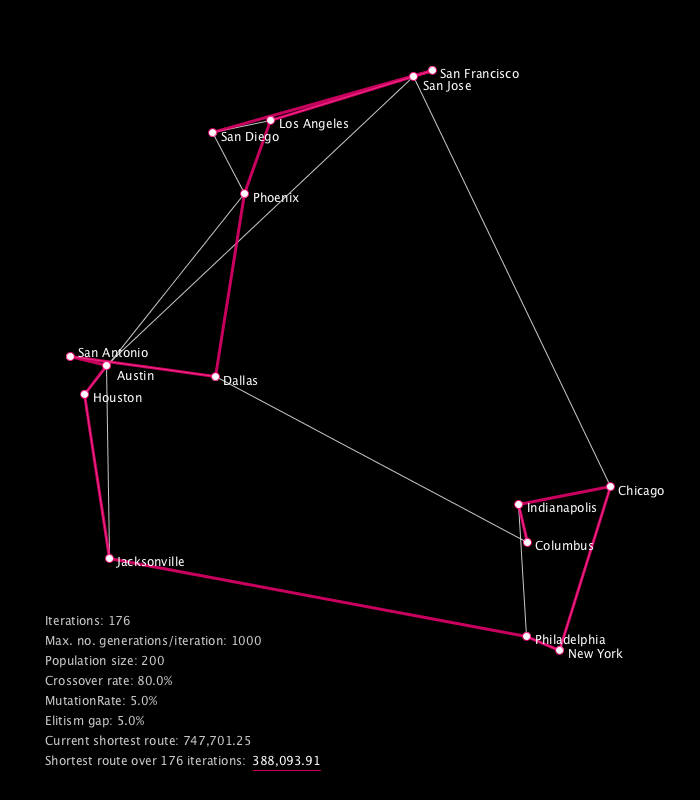 San Francisco
San Jose
Los Angeles
San Diego
Phoenix
San Antonio
Austin
Dallas
Houston
Chicago
Indianapolis
Columbus
Jacksonville
Philadelphia
New York
Iterations: 176
Max. no. generations/iteration: 1000
Population size: 200
Crossover rate: 80.0%
MutationRate: 5.0%
Elitism gap: 5.0%
Current shortest route: 747,701.25
Shortest route over 176 iterations: 388,093.91